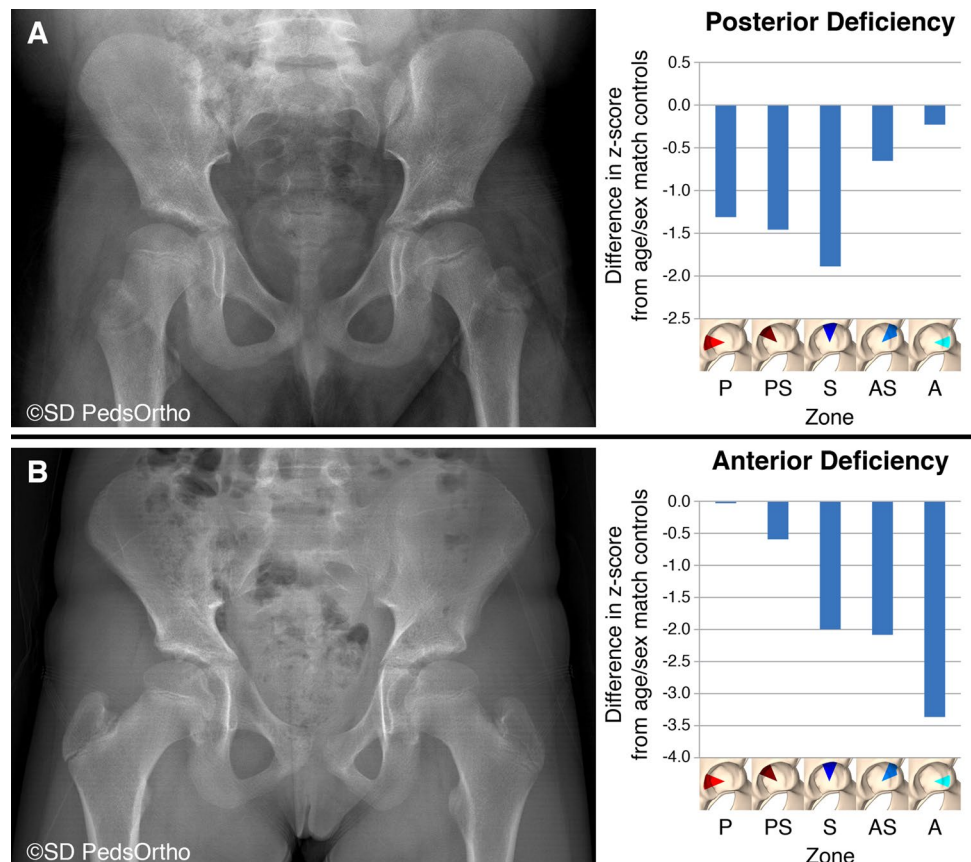 A
©SD PedsOrtho
Posterior Deficiency
Difference in z-score
from age/sex match controls
0.5
0.0
-0.5
-1.0
-1.5
-2.0
-2.5
P PS S AS A
Zone
B
©SD PedsOrtho
Anterior Deficiency
Difference in z-score
from age/sex match controls
0.0
-0.5
-1.0
-1.5
-2.0
-2.5
-3.0
-3.5
-4.0
P PS S AS A
Zone